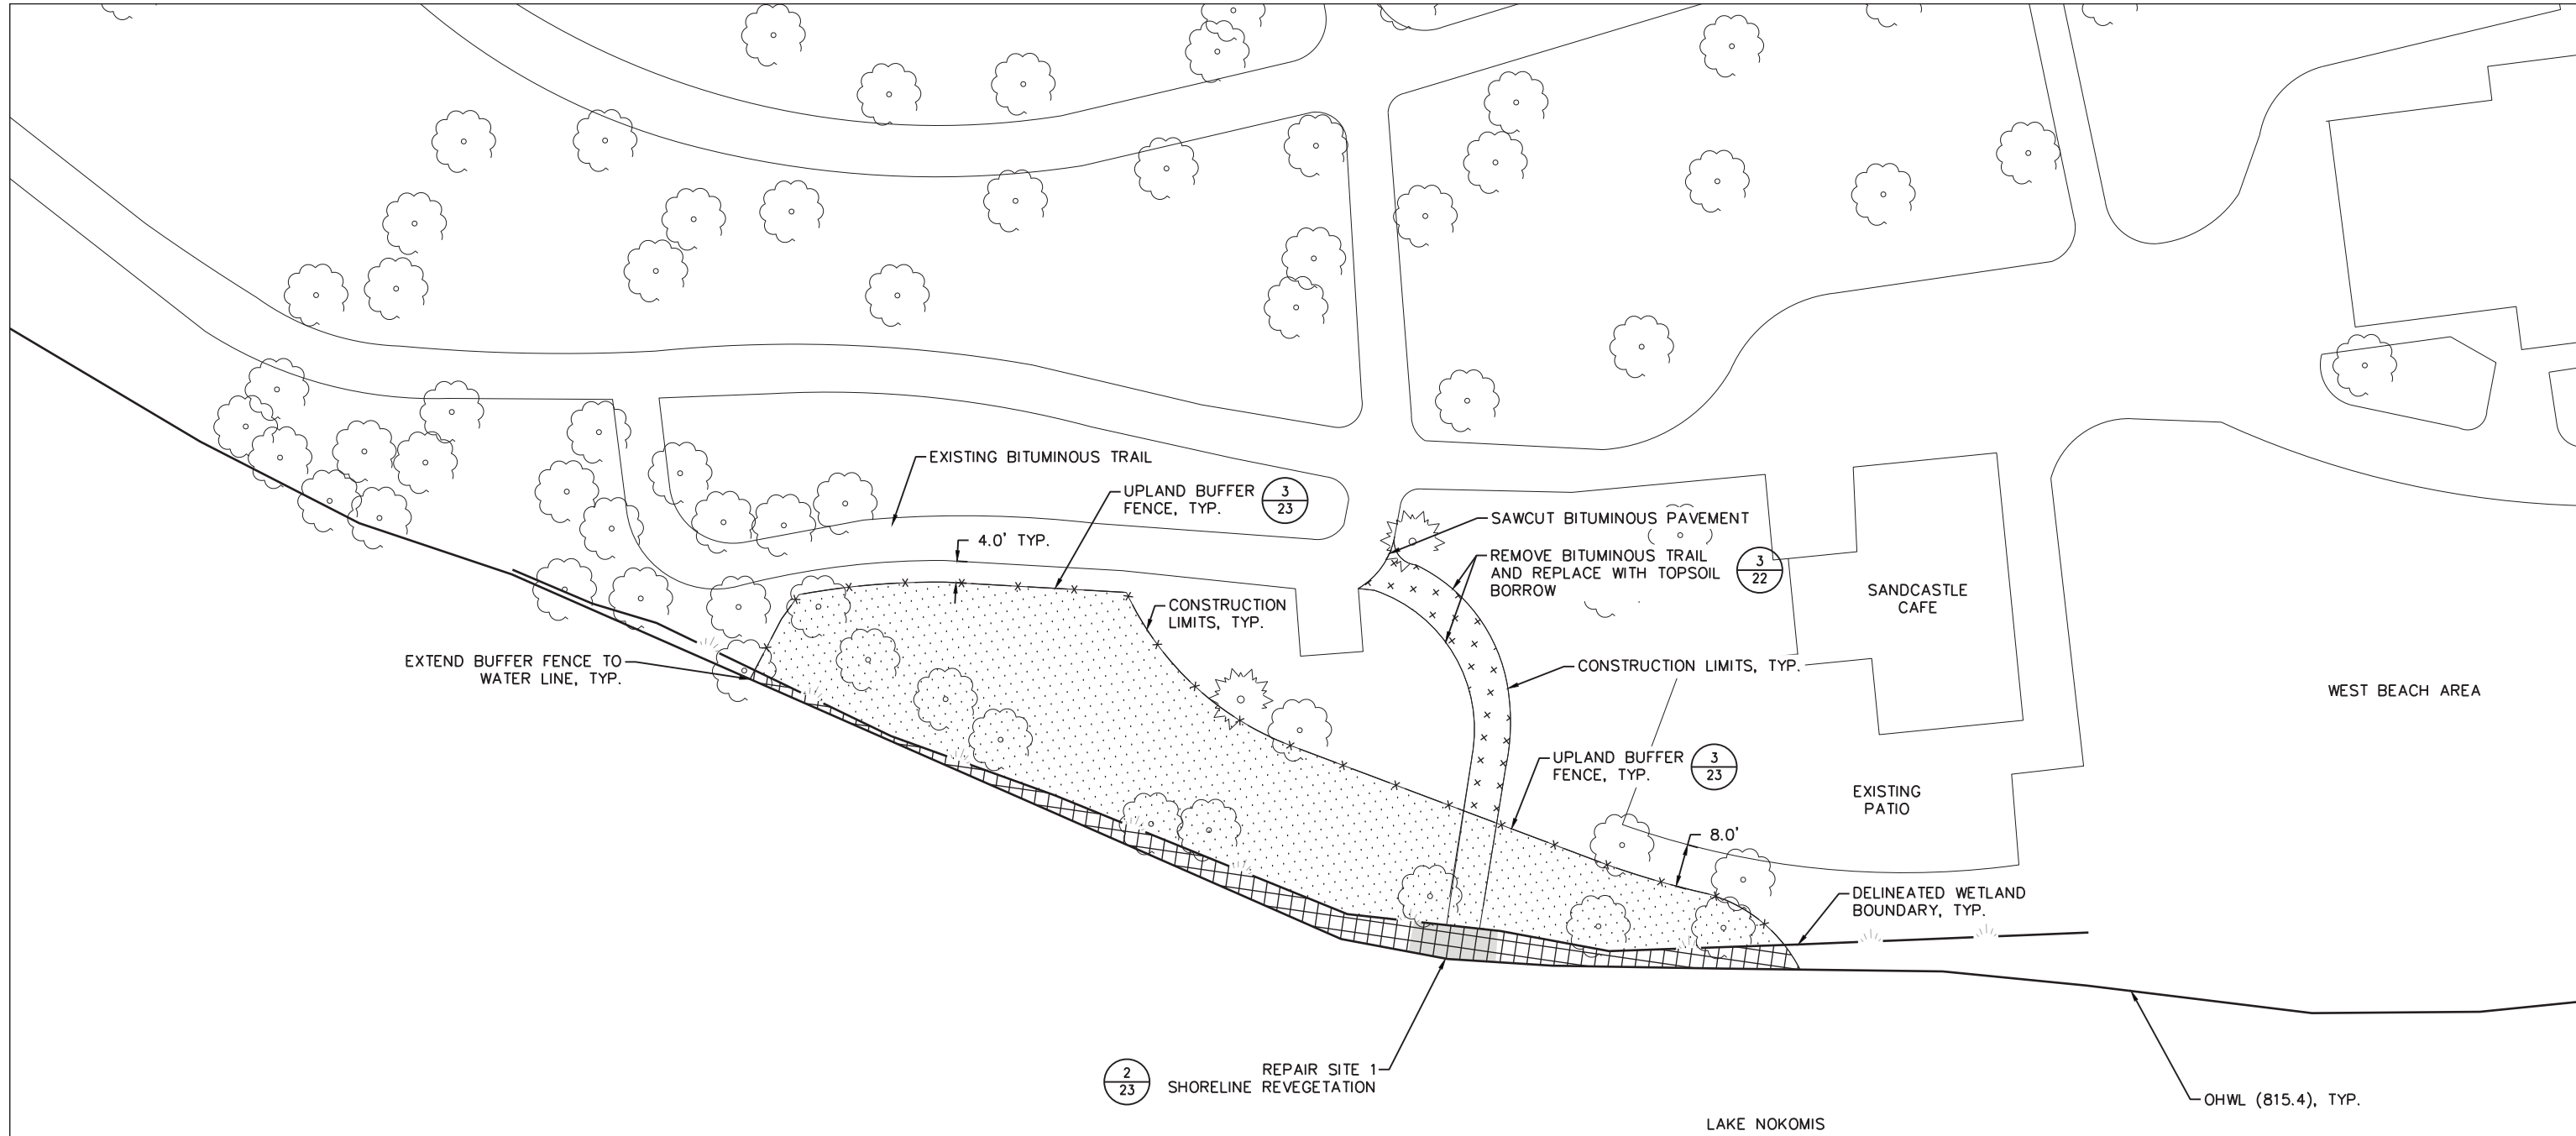 EXISTING BITUMINOUS TRAIL
UPLAND BUFFER
FENCE, TYP.
3
23
4.0' TYP.
SAWCUT BITUMINOUS PAVEMENT
REMOVE BITUMINOUS TRAIL
AND REPLACE WITH TOPSOIL
BORROW
3
22
CONSTRUCTION
LIMITS, TYP.
SANDCASTLE
CAFE
EXTEND BUFFER FENCE TO
WATER LINE, TYP.
CONSTRUCTION LIMITS, TYP.
WEST BEACH AREA
UPLAND BUFFER
FENCE, TYP.
3
23
EXISTING
PATIO
8.0'
DELINEATED WETLAND
BOUNDARY, TYP.
2
23
REPAIR SITE 1
SHORELINE REVEGETATION
OHWL (815.4), TYP.
LAKE NOKOMIS